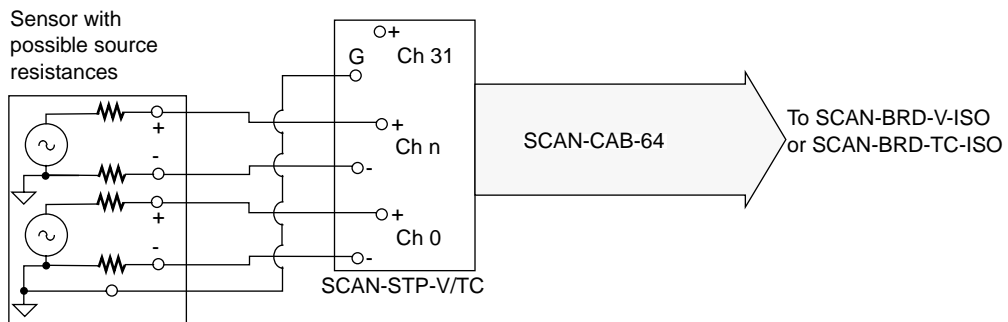 Sensor with
possible source
resistances
+
-
+
-
G
+
Ch 31
+
Ch n
-
+
Ch 0
-
SCAN-STP-V/TC
SCAN-CAB-64
To SCAN-BRD-V-ISO
or SCAN-BRD-TC-ISO